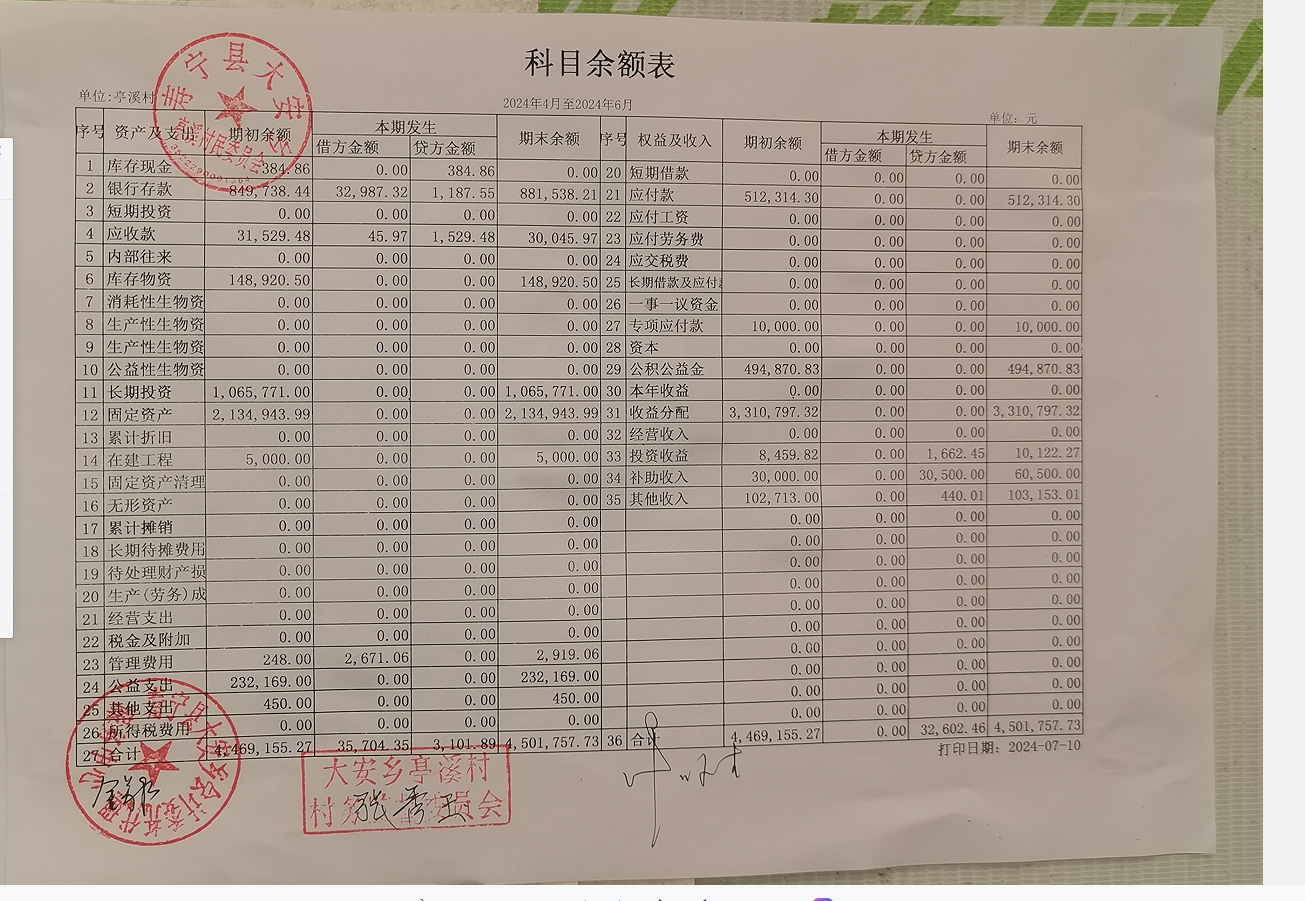 科目余额表
单位:亭溪村
2024年4月至2024年6月
单位: 元
序号 资产及支出 期初余额 本期发生 期末余额 序号 权益及收入 期初余额 本期发生 期末余额
借方金额 贷方金额 借方金额 贷方金额
1 库存现金 384.86 0.00 384.86 0.00 20 短期借款 0.00 0.00 0.00 0.00
2 银行存款 849,738.44 32,987.32 1,187.55 881,538.21 21 应付款 512,314.30 0.00 0.00 512,314.30
3 短期投资 0.00 0.00 0.00 0.00 22 应付工资 0.00 0.00 0.00 0.00
4 应收款 31,529.48 45.97 1,529.48 30,045.97 23 应付劳务费 0.00 0.00 0.00 0.00
5 内部往来 0.00 0.00 0.00 0.00 24 应交税费 0.00 0.00 0.00 0.00
6 库存物资 148,920.50 0.00 0.00 148,920.50 25 长期借款及应付 0.00 0.00 0.00 0.00
7 消耗性生物资 0.00 0.00 0.00 0.00 26 一事一议资金 0.00 0.00 0.00 0.00
8 生产性生物资 0.00 0.00 0.00 0.00 27 专项应付款 10,000.00 0.00 0.00 10,000.00
9 生产性生物资 0.00 0.00 0.00 0.00 28 资本 0.00 0.00 0.00 0.00
10 公益性生物资 0.00 0.00 0.00 0.00 29 公积公益金 494,870.83 0.00 0.00 494,870.83
11 长期投资 1,065,771.00 0.00 0.00 1,065,771.00 30 本年收益 0.00 0.00 0.00 0.00
12 固定资产 2,134,943.99 0.00 0.00 2,134,943.99 31 收益分配 3,310,797.32 0.00 0.00 3,310,797.32
13 累计折旧 0.00 0.00 0.00 0.00 32 经营收入 0.00 0.00 0.00 0.00
14 在建工程 5,000.00 0.00 0.00 5,000.00 33 投资收益 8,459.82 0.00 1,662.45 10,122.27
15 固定资产清理 0.00 0.00 0.00 0.00 34 补助收入 30,000.00 0.00 30,500.00 60,500.00
16 无形资产 0.00 0.00 0.00 0.00 35 其他收入 102,713.00 0.00 440.01 103,153.01
17 累计摊销 0.00 0.00 0.00 0.00 0.00 0.00 0.00 0.00
18 长期待摊费用 0.00 0.00 0.00 0.00 0.00 0.00 0.00 0.00
19 待处理财产损 0.00 0.00 0.00 0.00 0.00 0.00 0.00 0.00
20 生产(劳务)成 0.00 0.00 0.00 0.00 0.00 0.00 0.00 0.00
21 经营支出 0.00 0.00 0.00 0.00 0.00 0.00 0.00 0.00
22 税金及附加 0.00 0.00 0.00 0.00 0.00 0.00 0.00 0.00
23 管理费用 248.00 2,671.06 0.00 2,919.06 0.00 0.00 0.00 0.00
24 公益支出 232,169.00 0.00 0.00 232,169.00 0.00 0.00 0.00 0.00
25 其他支出 450.00 0.00 0.00 450.00 0.00 0.00 0.00 0.00
26 所得税费用 0.00 0.00 0.00 0.00 0.00 0.00 0.00 0.00
27 合计 4,469,155.27 35,704.35 3,101.89 4,501,757.73 36 合计 4,469,155.27 0.00 32,602.46 4,501,757.73
打印日期: 2024-07-10
寿宁县大安乡
亭溪村民委员会
大安乡亭溪村
村务监督委员会
张秀玉